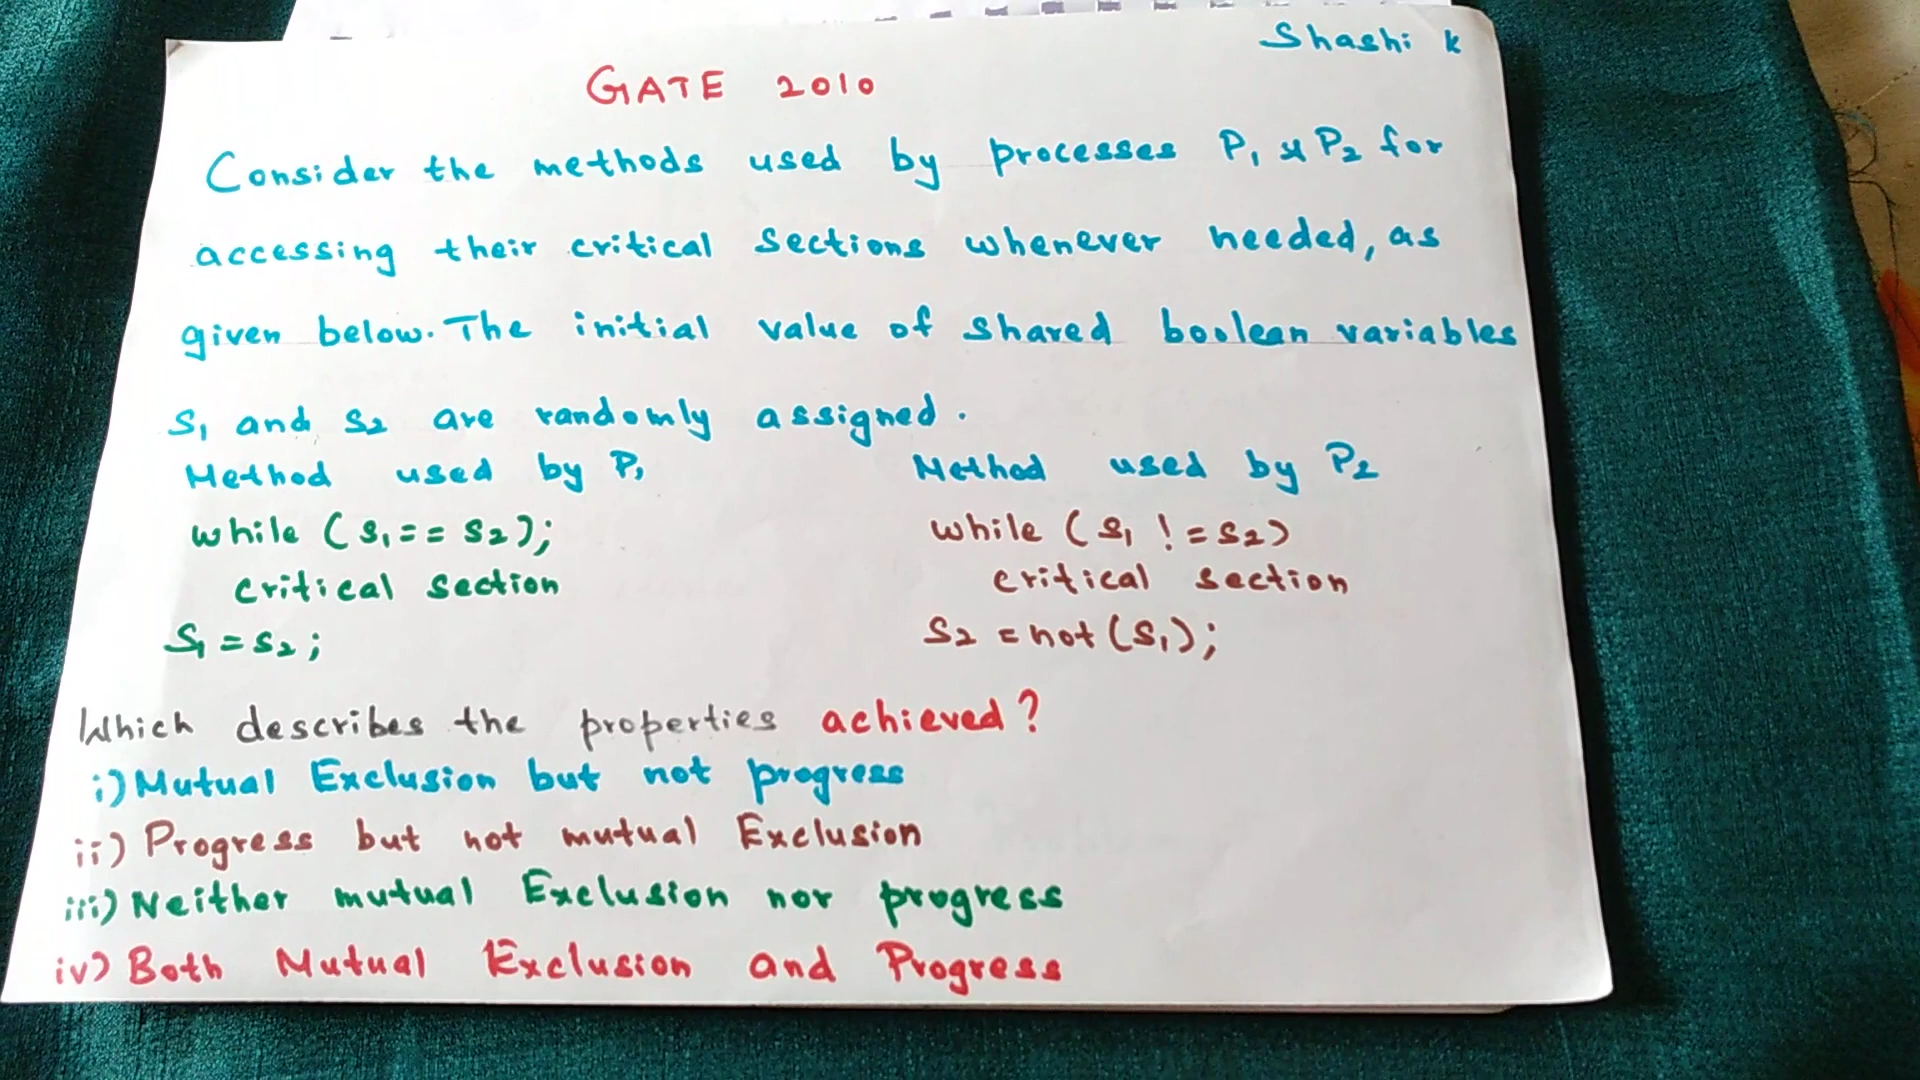 Shashi k
GATE 2010
Consider the methods used by processes P1 & P2 for
accessing their critical sections whenever needed, as
given below. The initial value of shared boolean variables
S1 and S2 are randomly assigned.
Method used by P1 Method used by P2
while (S1 == S2); while (S1 != S2)
critical section critical section
S1 = S2; S2 = not (S1);
Which describes the properties achieved?
i) Mutual Exclusion but not progress
ii) Progress but not mutual Exclusion
iii) Neither mutual Exclusion nor progress
iv) Both Mutual Exclusion and Progress